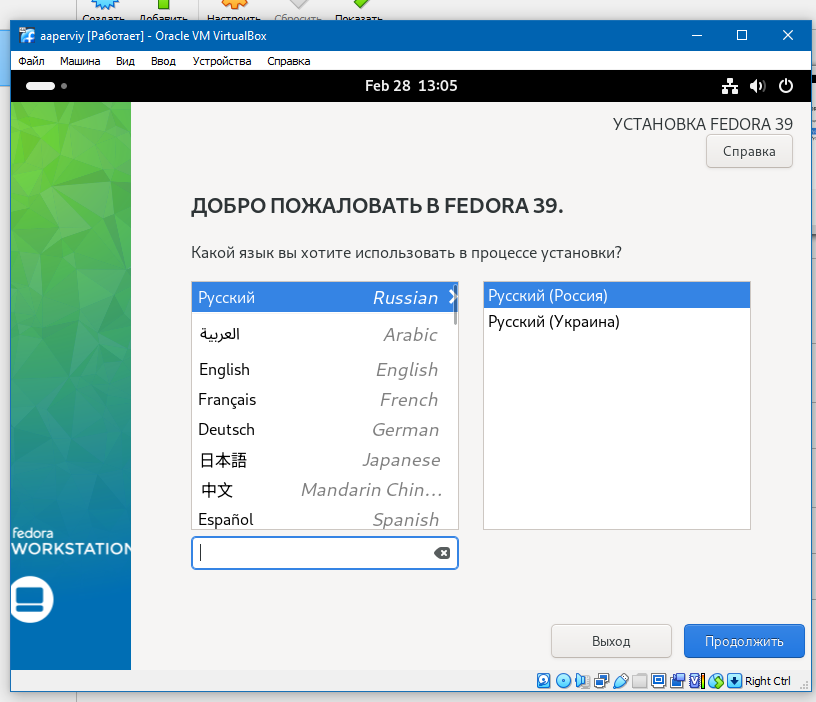 Создать Добавить Настроить Сбросить Показать
aaperviy [Работает] - Oracle VM VirtualBox
Файл Машина Вид Ввод Устройства Справка
Feb 28 13:05
УСТАНОВКА FEDORA 39
Справка
ДОБРО ПОЖАЛОВАТЬ В FEDORA 39.
Какой язык вы хотите использовать в процессе установки?
Русский Russian
العربية Arabic
English English
Français French
Deutsch German
日本語 Japanese
中文 Mandarin Chin...
Español Spanish
Русский (Россия)
Русский (Украина)
fedora
WORKSTATION
Выход
Продолжить
Right Ctrl